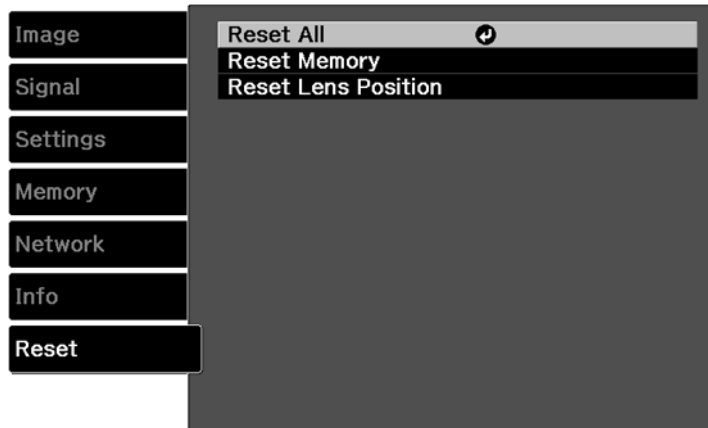 Image
Signal
Settings
Memory
Network
Info
Reset
Reset All
Reset Memory
Reset Lens Position